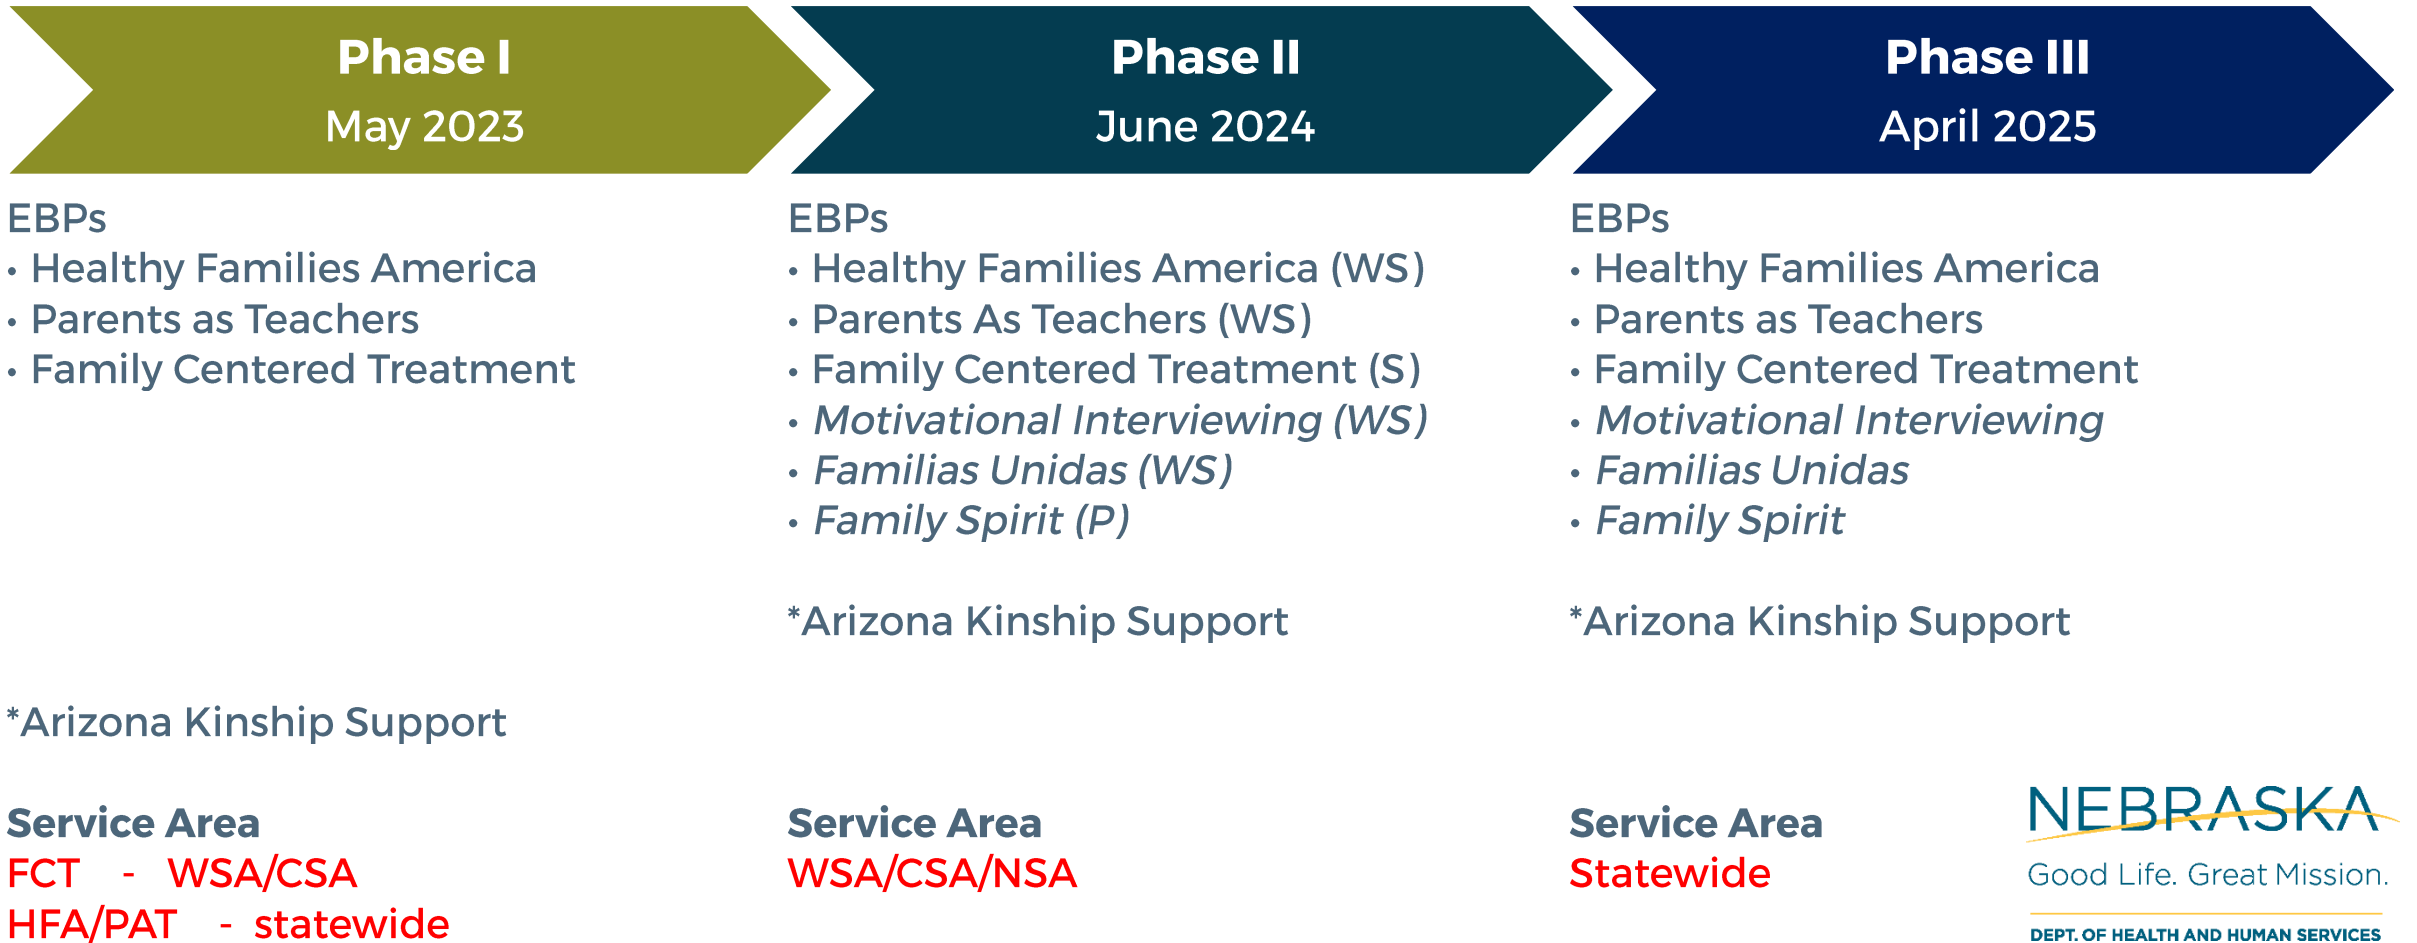 Phase I
May 2023
Phase II
June 2024
Phase III
April 2025
EBPs
• Healthy Families America
• Parents as Teachers
• Family Centered Treatment
*Arizona Kinship Support
Service Area
FCT - WSA/CSA
HFA/PAT - statewide
EBPs
• Healthy Families America (WS)
• Parents As Teachers (WS)
• Family Centered Treatment (S)
• Motivational Interviewing (WS)
• Familias Unidas (WS)
• Family Spirit (P)
*Arizona Kinship Support
Service Area
WSA/CSA/NSA
EBPs
• Healthy Families America
• Parents as Teachers
• Family Centered Treatment
• Motivational Interviewing
• Familias Unidas
• Family Spirit
*Arizona Kinship Support
Service Area
Statewide
NEBRASKA
Good Life. Great Mission.
DEPT. OF HEALTH AND HUMAN SERVICES